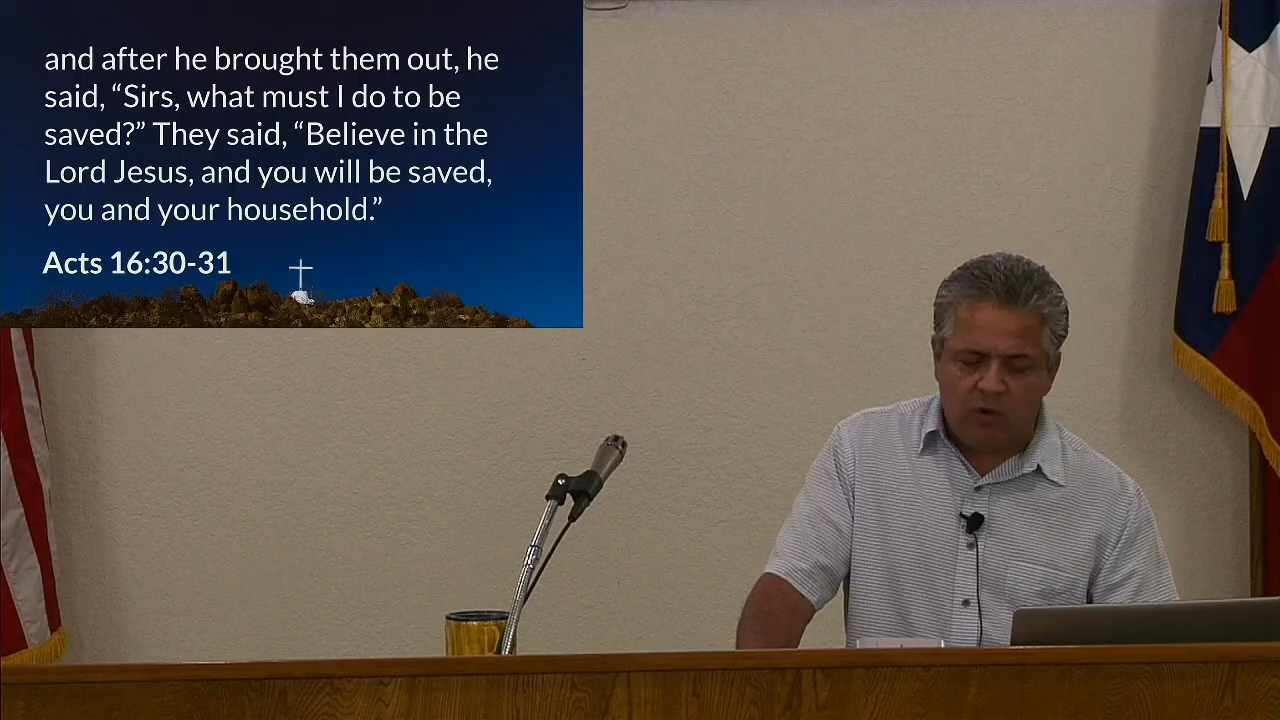 and after he brought them out, he
said, “Sirs, what must I do to be
saved?” They said, “Believe in the
Lord Jesus, and you will be saved,
you and your household.”
Acts 16:30-31